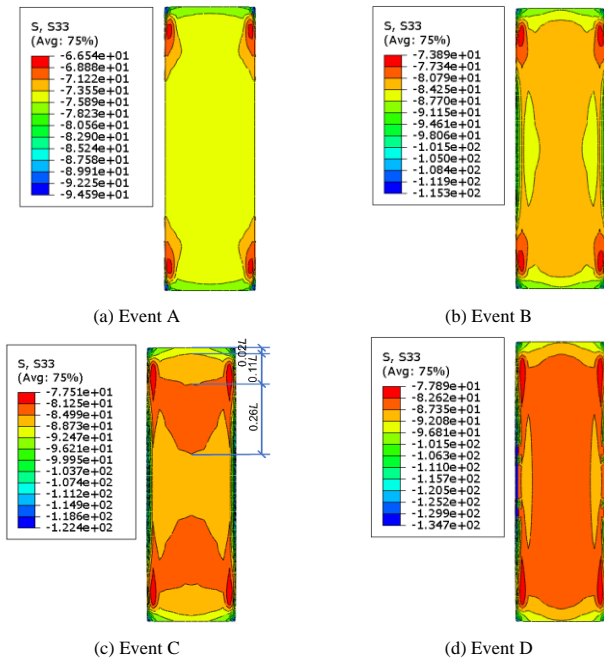 S, S33
(Avg: 75%)
-6.654e+01
-6.888e+01
-7.122e+01
-7.355e+01
-7.589e+01
-7.823e+01
-8.056e+01
-8.290e+01
-8.524e+01
-8.758e+01
-8.991e+01
-9.225e+01
-9.459e+01
(a) Event A
S, S33
(Avg: 75%)
-7.389e+01
-7.734e+01
-8.079e+01
-8.425e+01
-8.770e+01
-9.115e+01
-9.461e+01
-9.806e+01
-1.015e+02
-1.050e+02
-1.084e+02
-1.119e+02
-1.153e+02
(b) Event B
S, S33
(Avg: 75%)
-7.751e+01
-8.125e+01
-8.499e+01
-8.873e+01
-9.247e+01
-9.621e+01
-9.995e+01
-1.037e+02
-1.074e+02
-1.112e+02
-1.149e+02
-1.186e+02
-1.224e+02
0.02L
0.11L
0.26L
(c) Event C
S, S33
(Avg: 75%)
-7.789e+01
-8.262e+01
-8.735e+01
-9.208e+01
-9.681e+01
-1.015e+02
-1.063e+02
-1.110e+02
-1.157e+02
-1.205e+02
-1.252e+02
-1.299e+02
-1.347e+02
(d) Event D